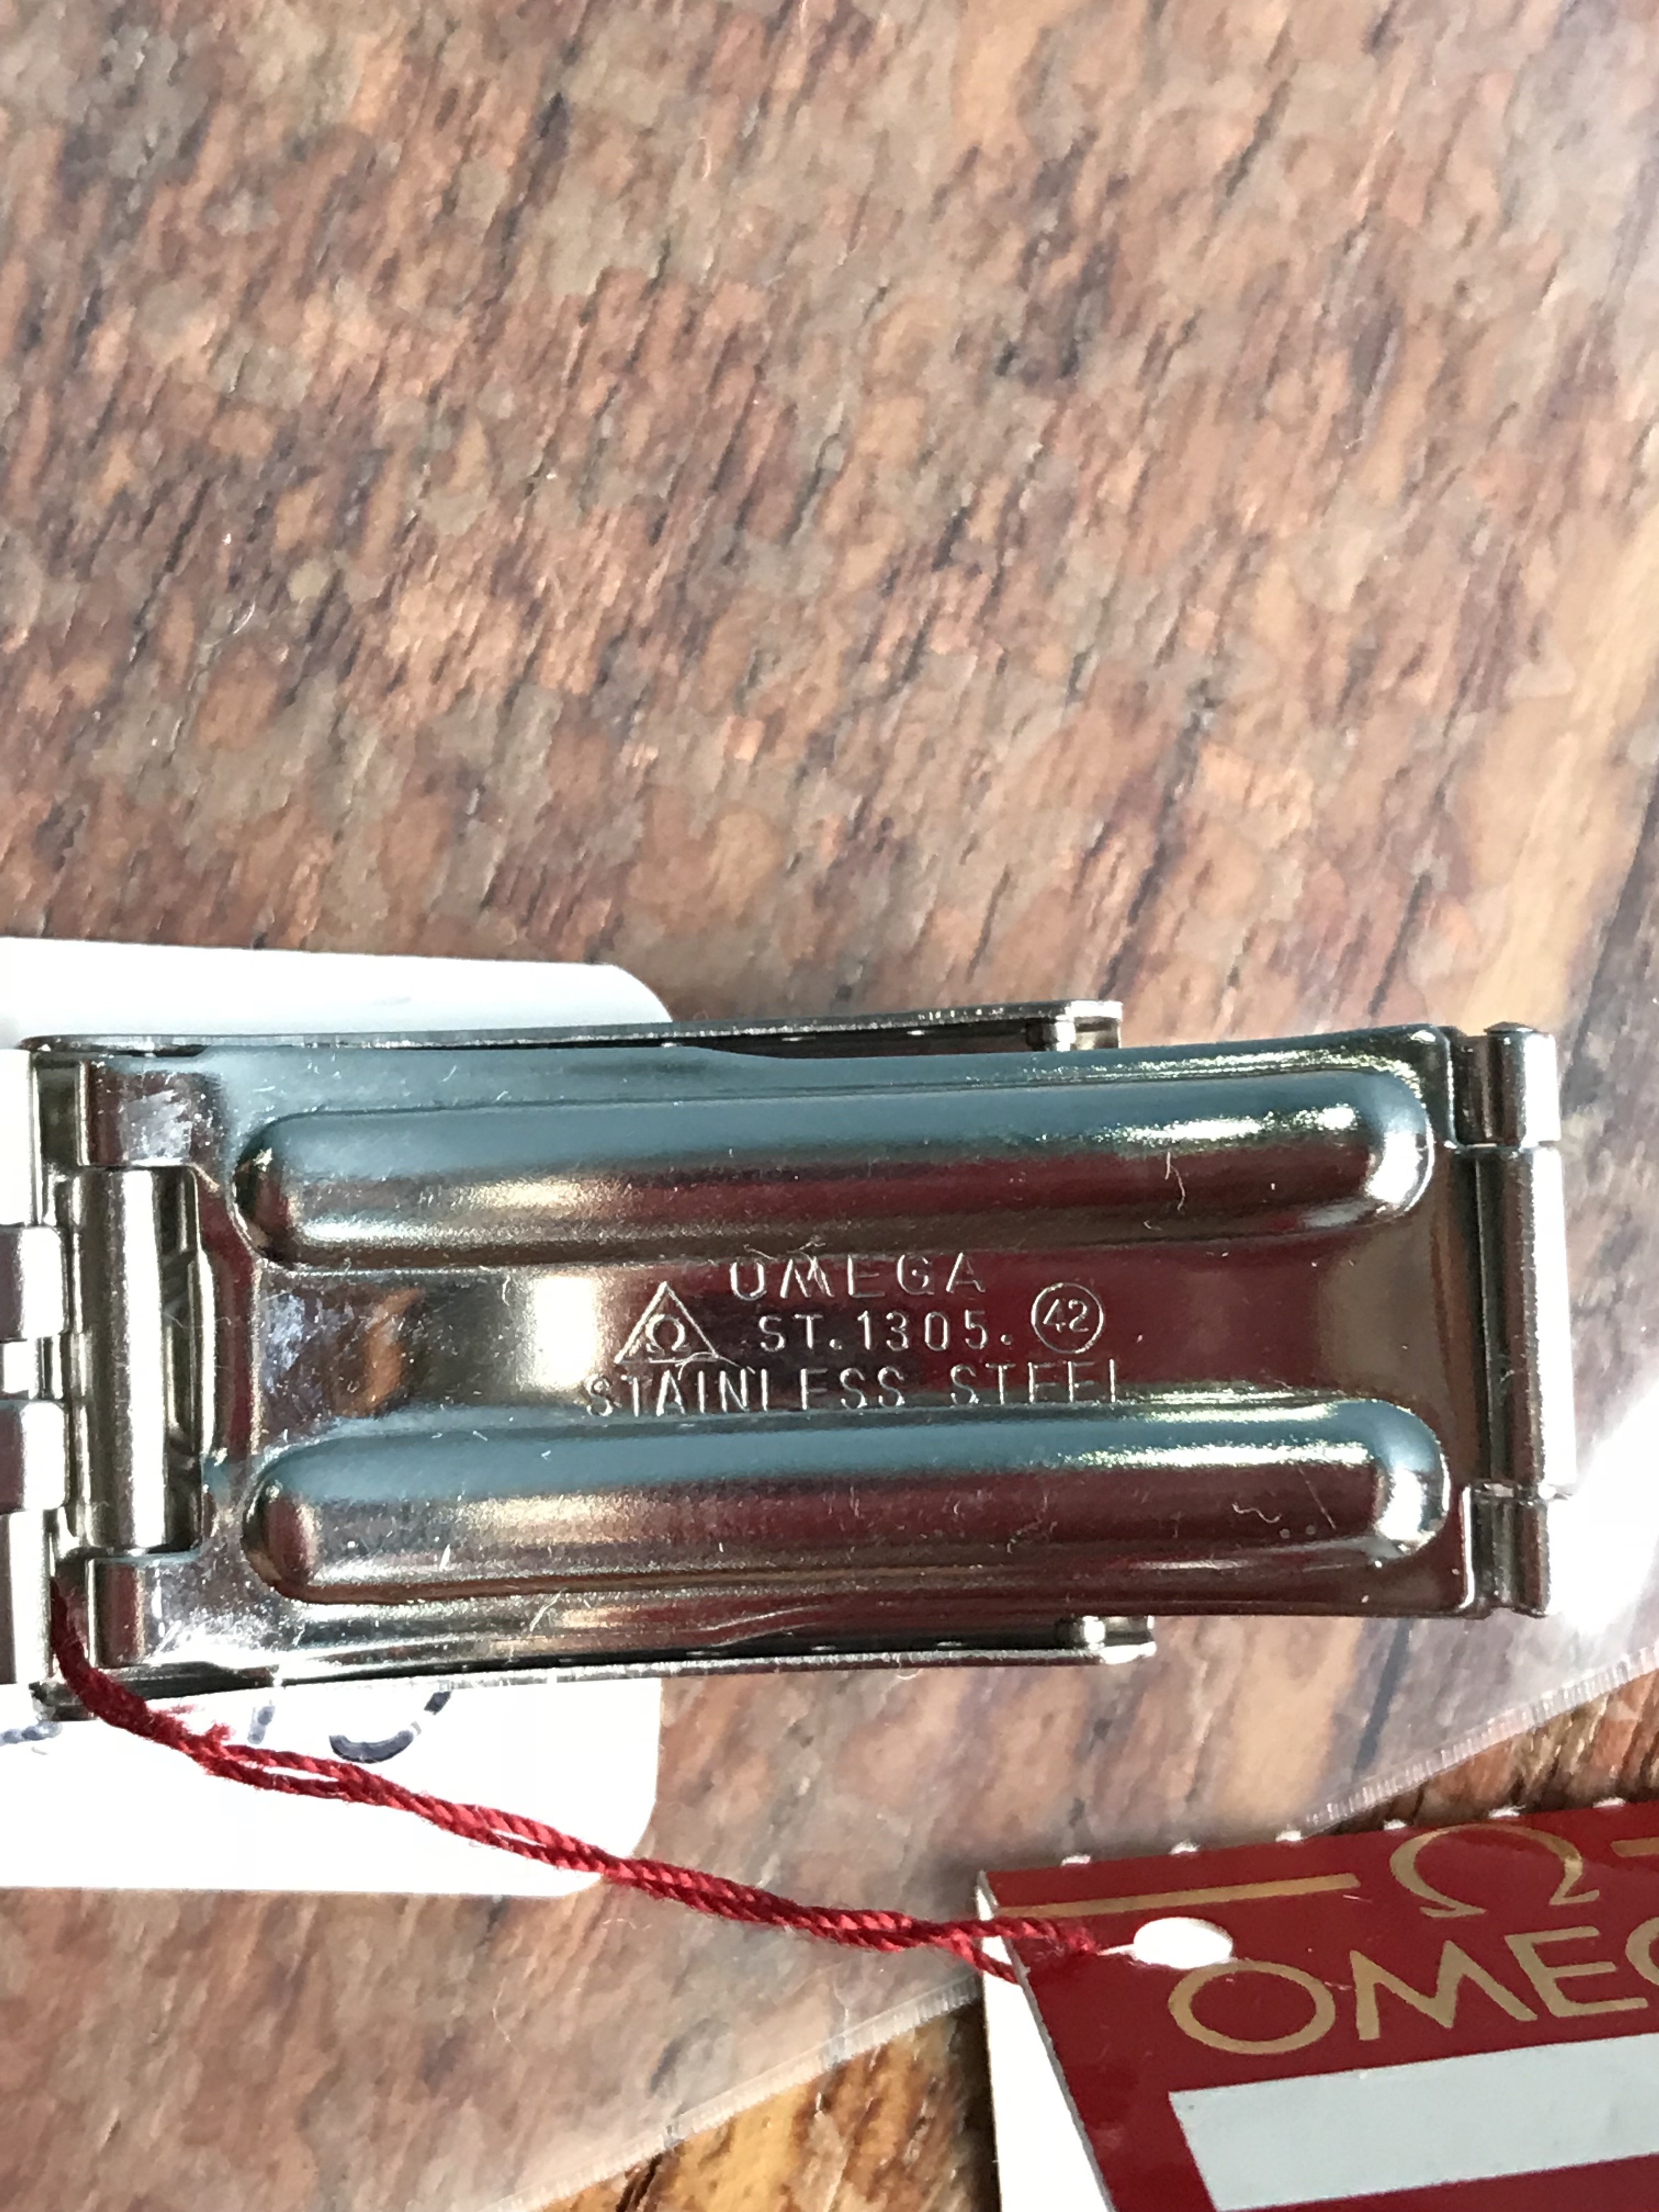 OMEGA
Ω ST.1305. 42
STAINLESS STEEL
Ω
OMEG